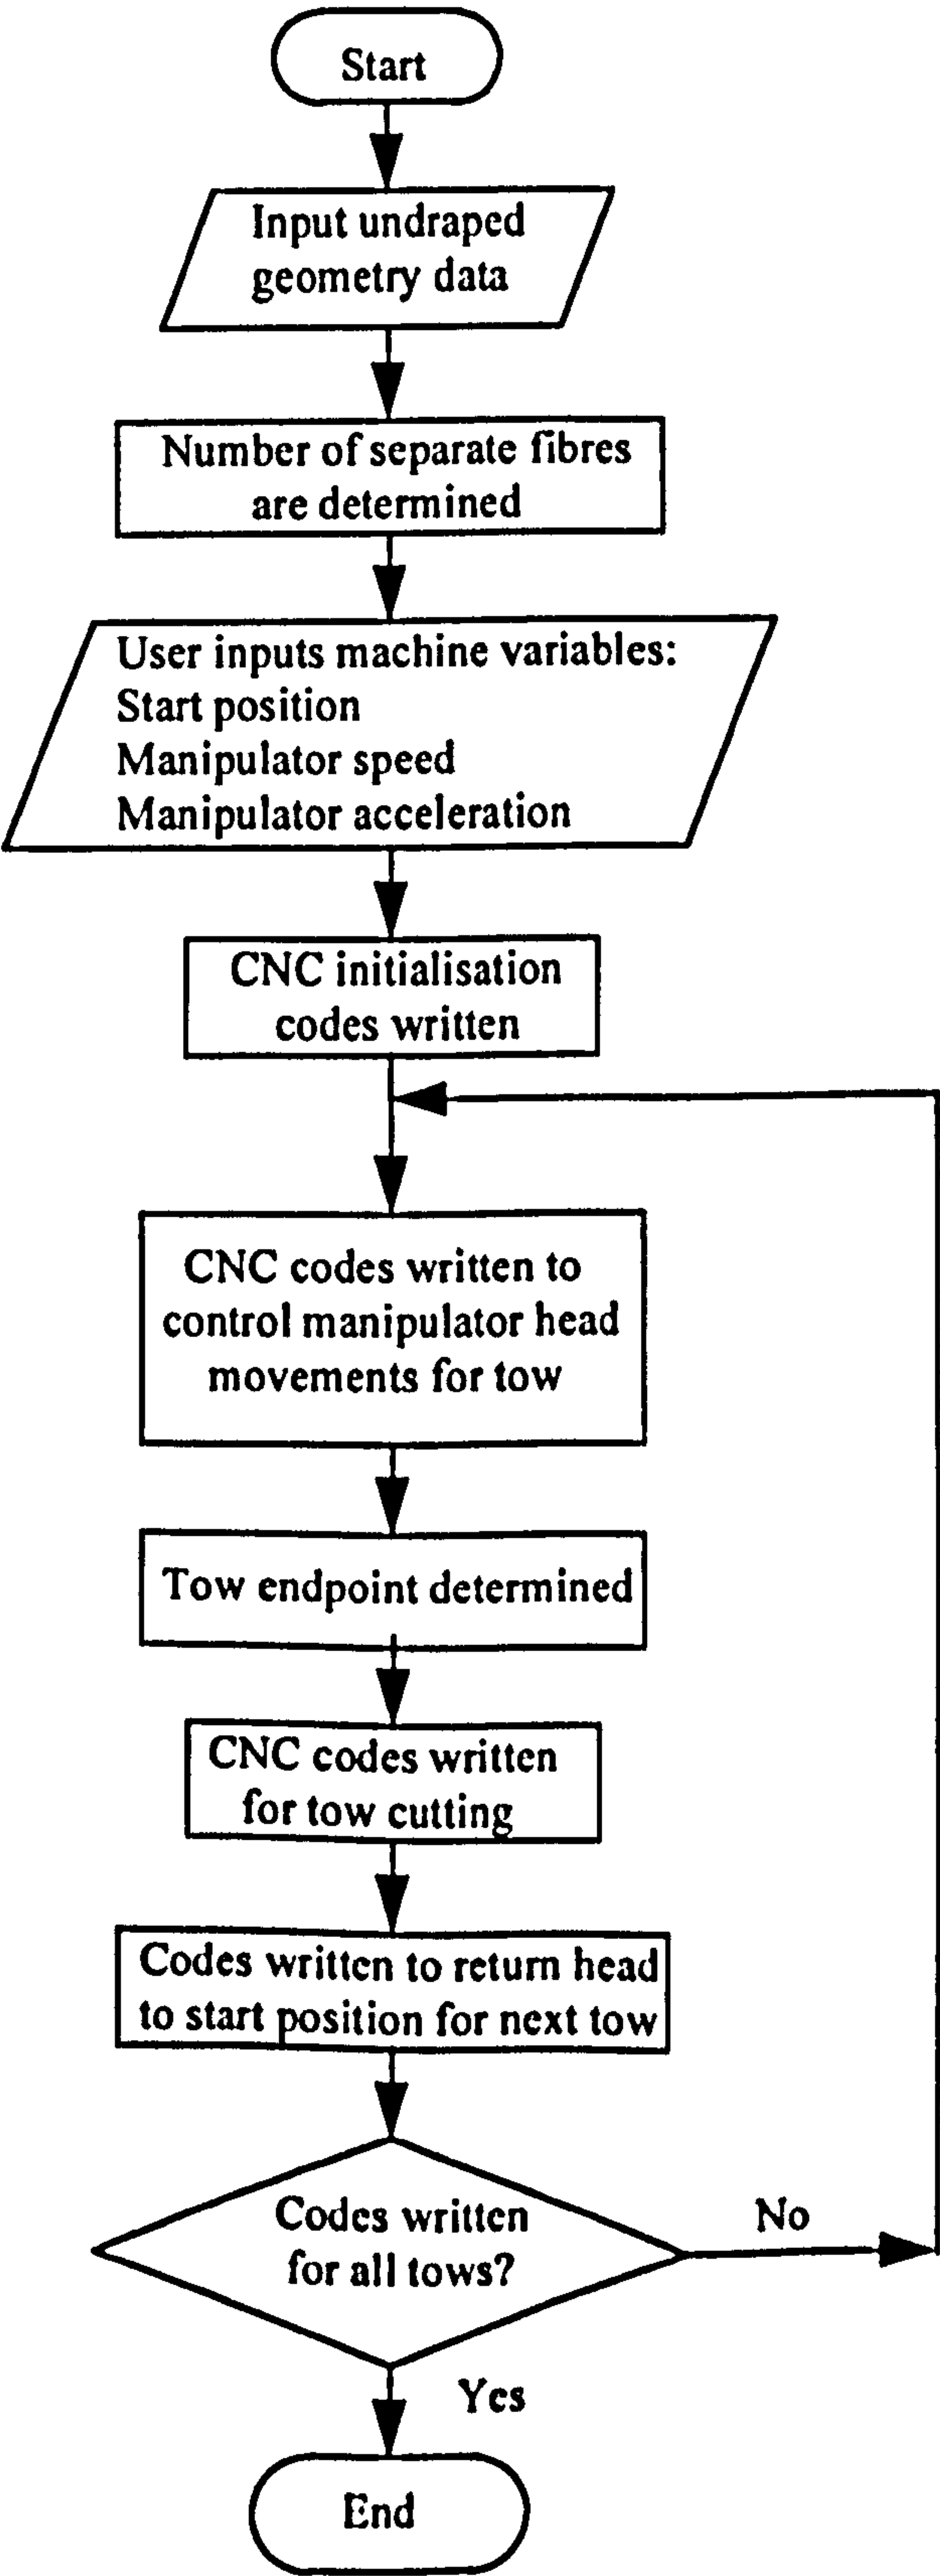 Start
Input undraped
geometry data
Number of separate fibres
are determined
User inputs machine variables:
Start position
Manipulator speed
Manipulator acceleration
CNC initialisation
codes written
CNC codes written to
control manipulator head
movements for tow
Tow endpoint determined
CNC codes written
for tow cutting
Codes written to return head
to start position for next tow
Codes written
for all tows?
No
Yes
End